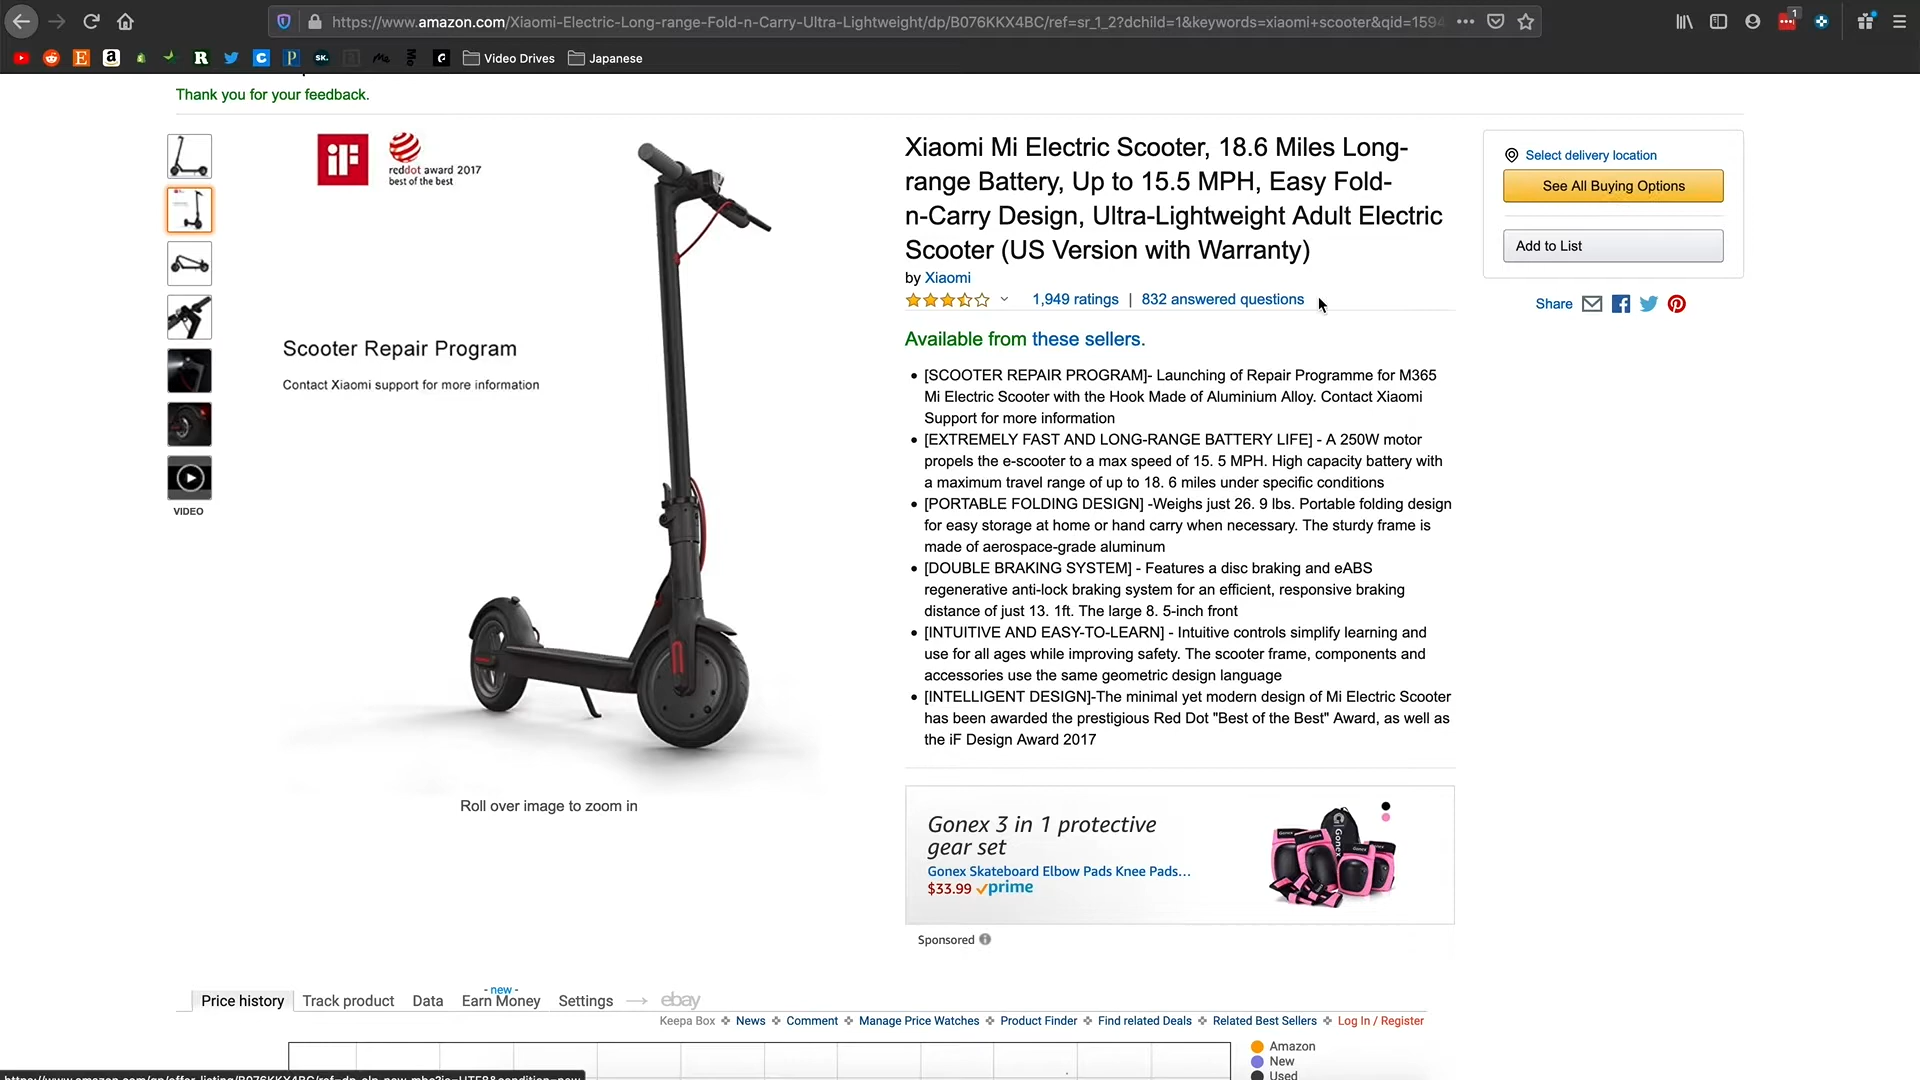 https://www.amazon.com/Xiaomi-Electric-Long-range-Fold-n-Carry-Ultra-Lightweight/dp/B076KKX4BC/ref=sr_1_2?dchild=1&keywords=xiaomi+scooter&qid=1594
1
Video Drives
Japanese
Thank you for your feedback.
iF
reddot award 2017
best of the best
Scooter Repair Program
Contact Xiaomi support for more information
VIDEO
Roll over image to zoom in
Xiaomi Mi Electric Scooter, 18.6 Miles Long-
range Battery, Up to 15.5 MPH, Easy Fold-
n-Carry Design, Ultra-Lightweight Adult Electric
Scooter (US Version with Warranty)
by Xiaomi
1,949 ratings | 832 answered questions
Available from these sellers.
[SCOOTER REPAIR PROGRAM]- Launching of Repair Programme for M365
Mi Electric Scooter with the Hook Made of Aluminium Alloy. Contact Xiaomi
Support for more information
[EXTREMELY FAST AND LONG-RANGE BATTERY LIFE] - A 250W motor
propels the e-scooter to a max speed of 15. 5 MPH. High capacity battery with
a maximum travel range of up to 18. 6 miles under specific conditions
[PORTABLE FOLDING DESIGN] -Weighs just 26. 9 lbs. Portable folding design
for easy storage at home or hand carry when necessary. The sturdy frame is
made of aerospace-grade aluminum
[DOUBLE BRAKING SYSTEM] - Features a disc braking and eABS
regenerative anti-lock braking system for an efficient, responsive braking
distance of just 13. 1ft. The large 8. 5-inch front
[INTUITIVE AND EASY-TO-LEARN] - Intuitive controls simplify learning and
use for all ages while improving safety. The scooter frame, components and
accessories use the same geometric design language
[INTELLIGENT DESIGN]-The minimal yet modern design of Mi Electric Scooter
has been awarded the prestigious Red Dot "Best of the Best" Award, as well as
the iF Design Award 2017
Select delivery location
See All Buying Options
Add to List
Share
Gonex 3 in 1 protective
gear set
Gonex Skateboard Elbow Pads Knee Pads...
$33.99 prime
Sponsored
- new -
Price history Track product Data Earn Money Settings ebay
Keepa Box News Comment Manage Price Watches Product Finder Find related Deals Related Best Sellers Log In / Register
Amazon
New
Used